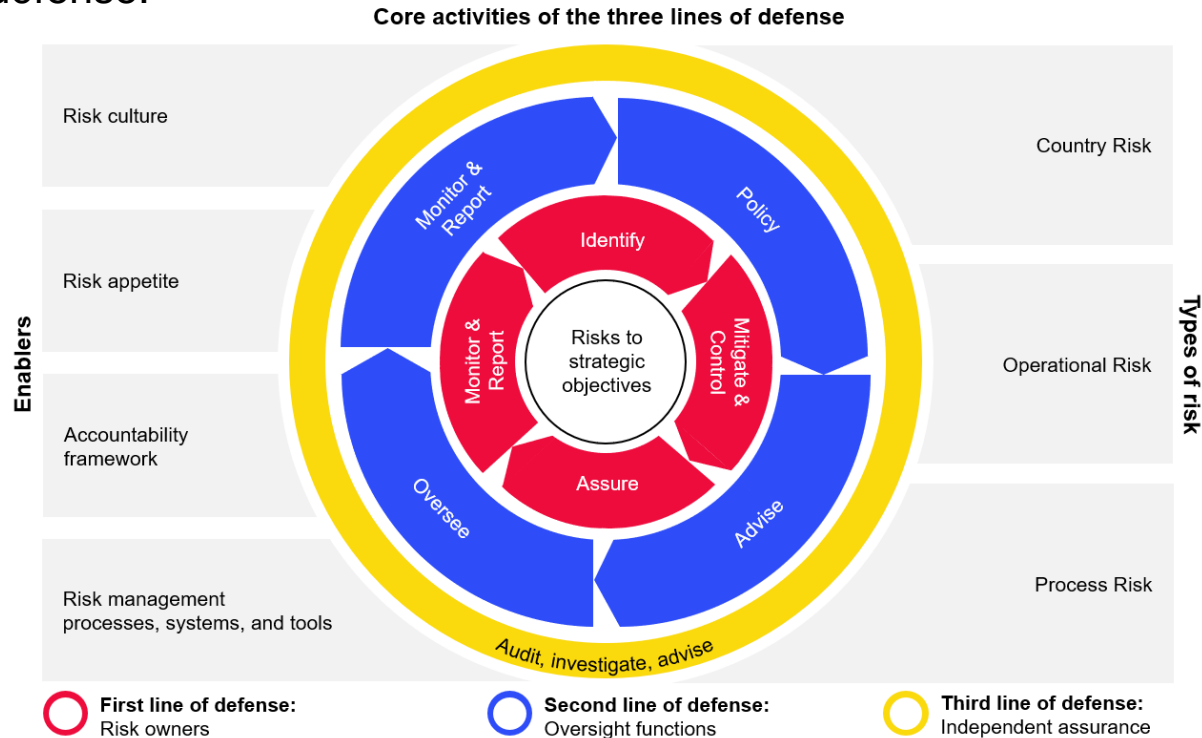 defense.
Core activities of the three lines of defense
Enablers
Risk culture
Risk appetite
Accountability
framework
Risk management
processes, systems, and tools
Monitor &
Report
Policy
Advise
Oversee
Identify
Mitigate &
Control
Assure
Monitor &
Report
Risks to
strategic
objectives
Audit, investigate, advise
Country Risk
Operational Risk
Process Risk
Types of risk
First line of defense:
Risk owners
Second line of defense:
Oversight functions
Third line of defense:
Independent assurance